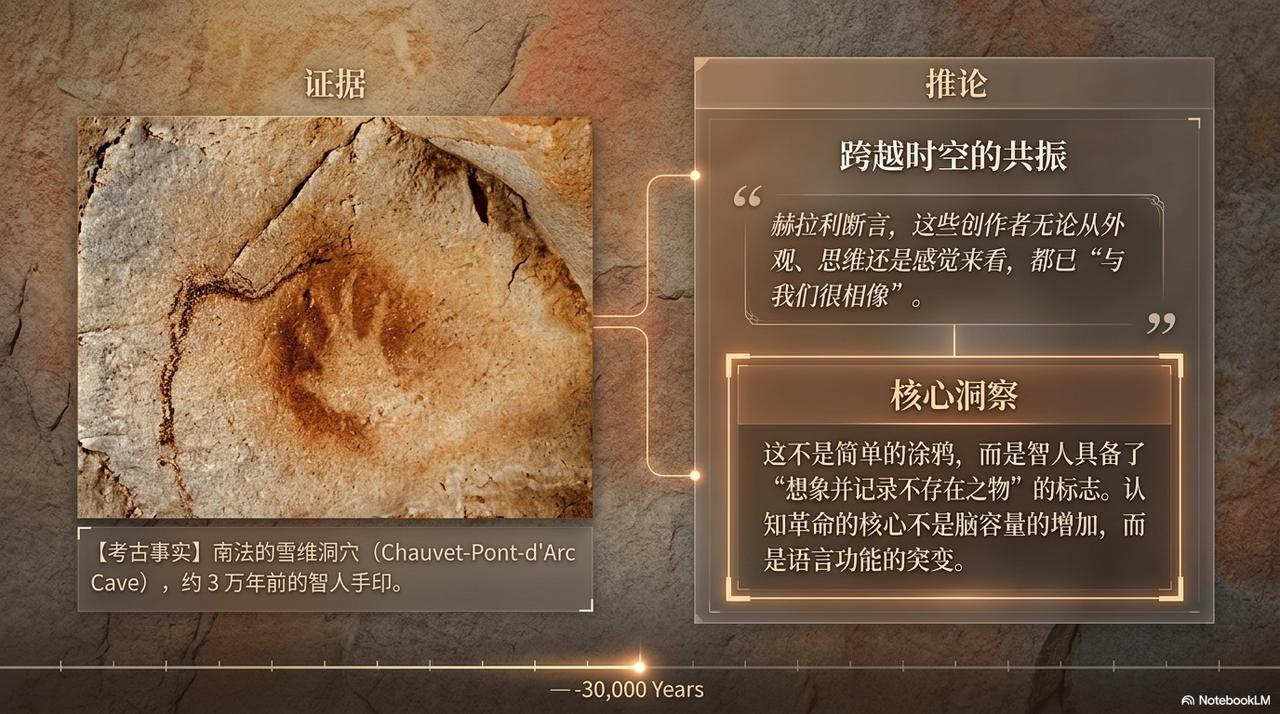 证据
【考古事实】南法的雪维洞穴（Chauvet-Pont-d'Arc
Cave），约 3 万年前的智人手印。
推论
跨越时空的共振
“
赫拉利断言，这些创作者无论从外
观、思维还是感觉来看，都已“与
我们很相像”。
”
核心洞察
这不是简单的涂鸦，而是智人具备了
“想象并记录不存在之物”的标志。认
知革命的核心不是脑容量的增加，而
是语言功能的突变。
— -30,000 Years
NotebookLM